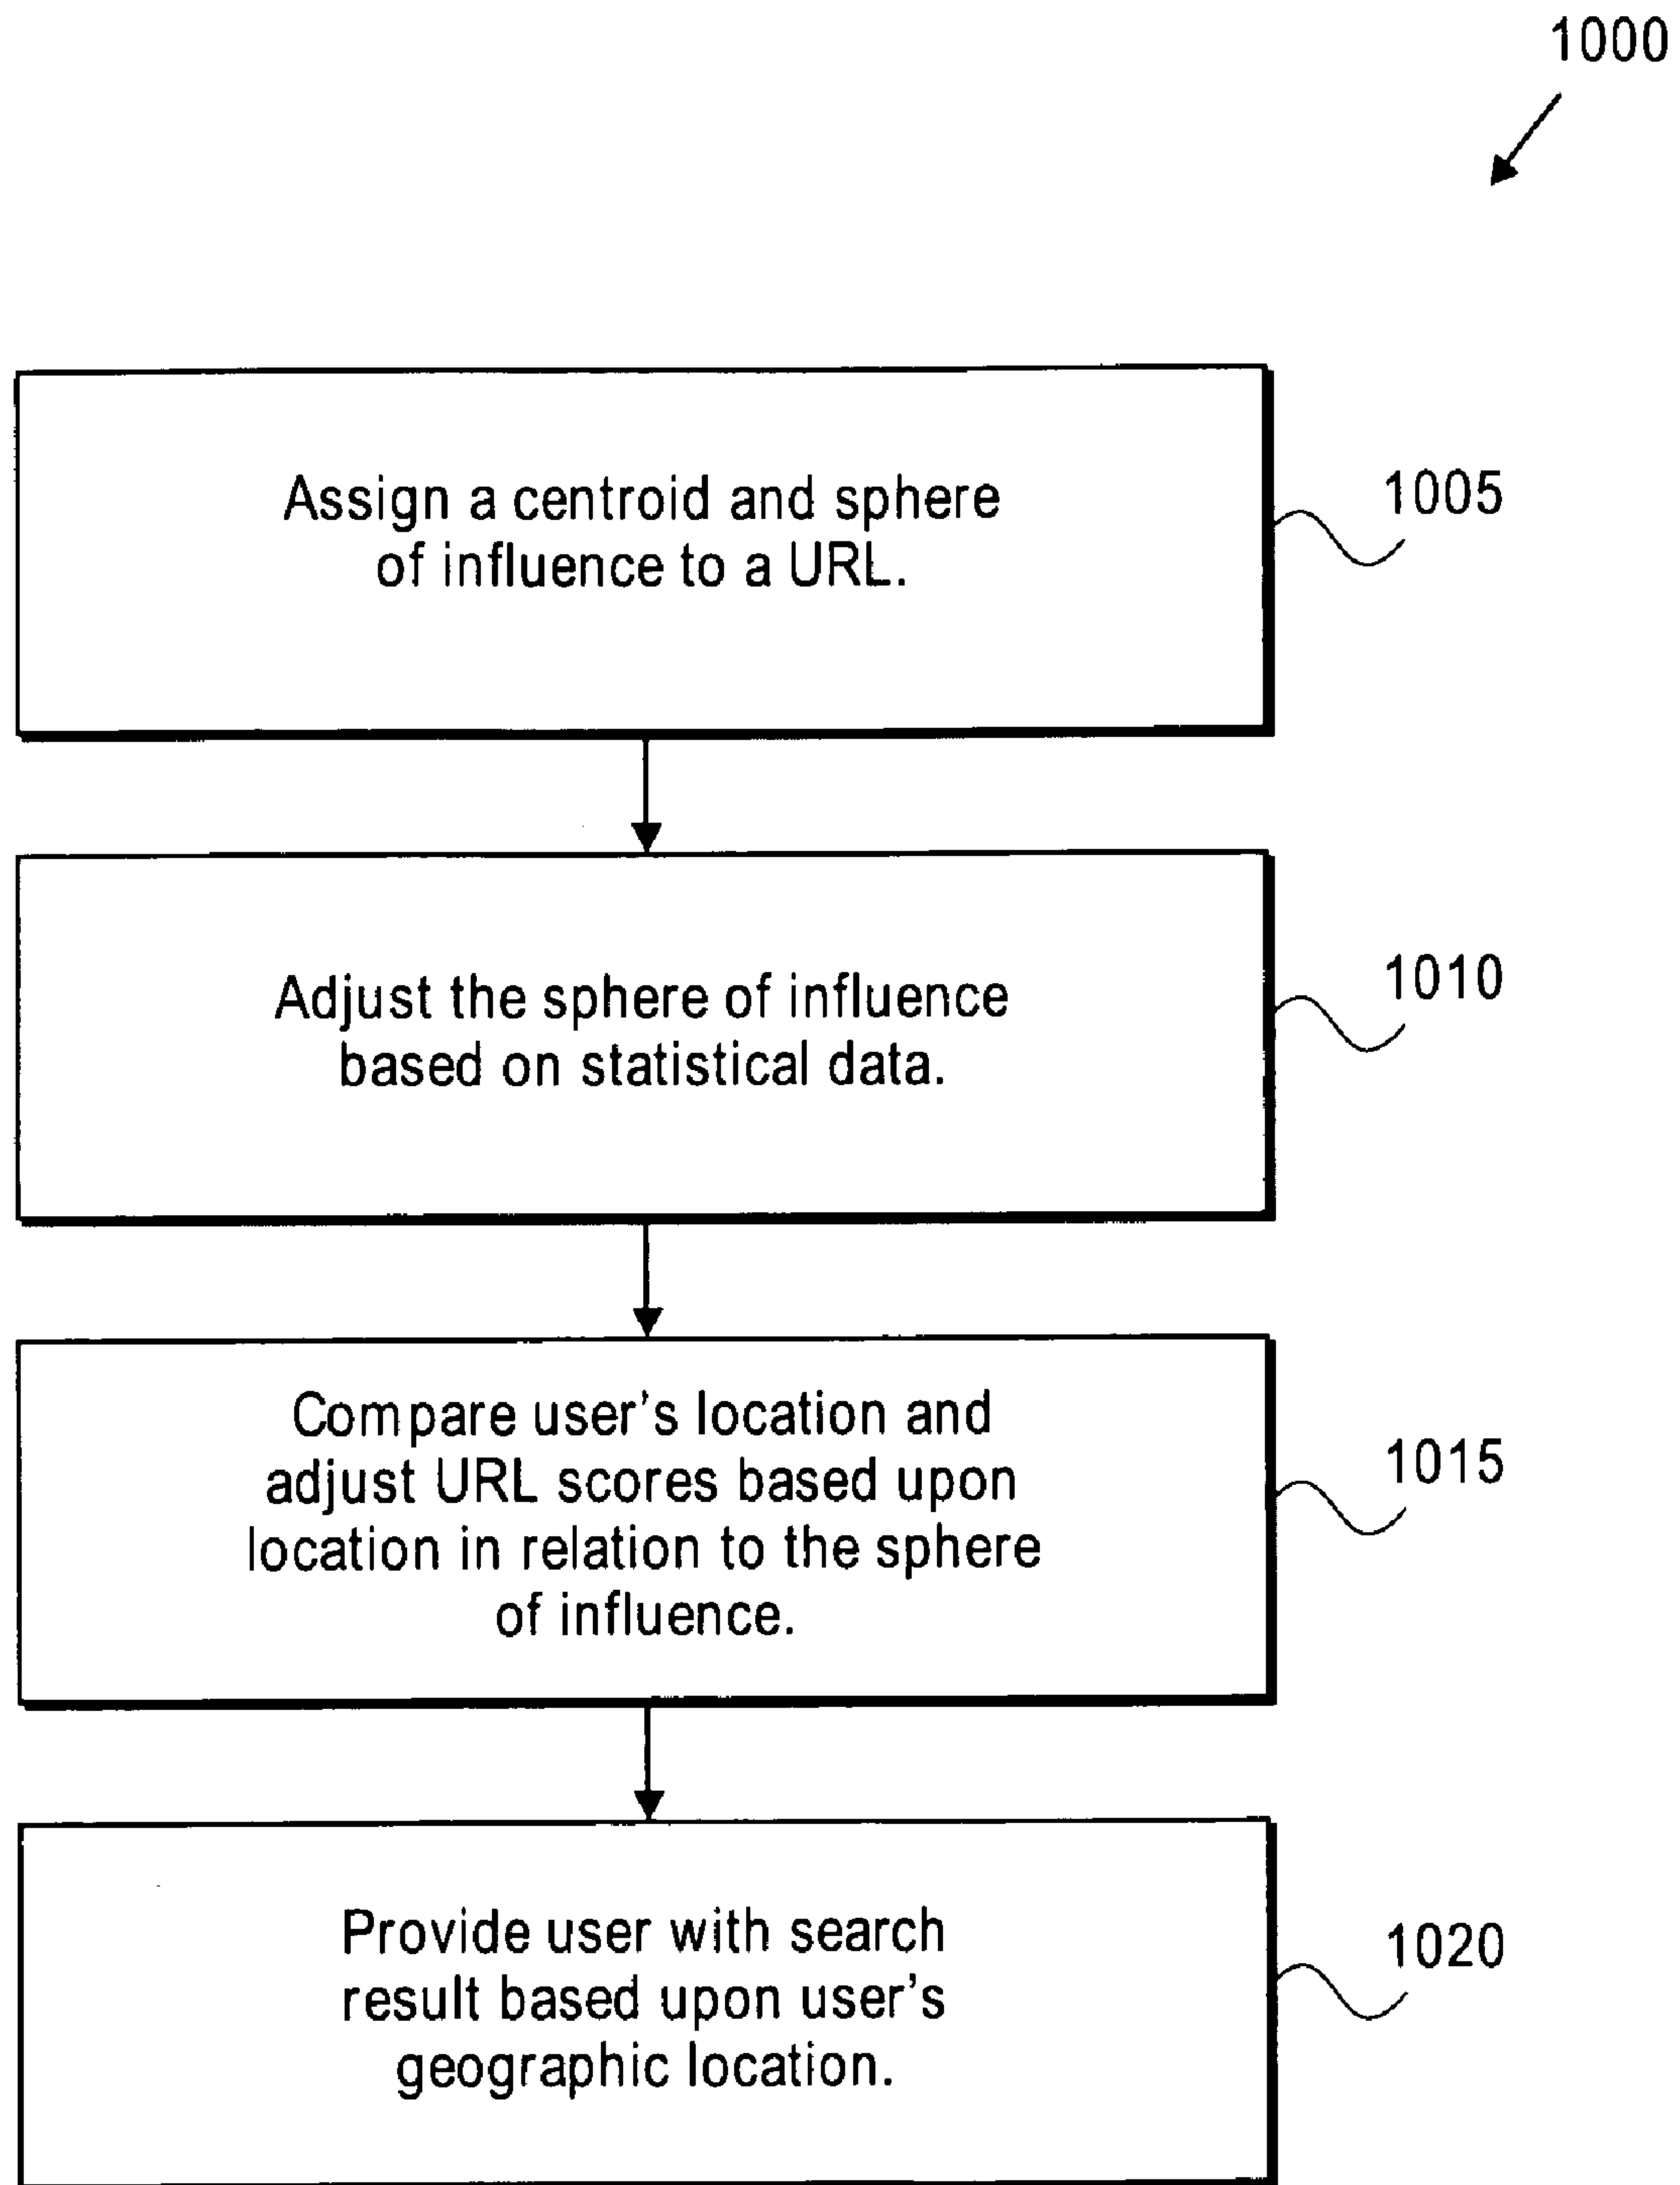 1000
Assign a centroid and sphere
of influence to a URL.
1005
Adjust the sphere of influence
based on statistical data.
1010
Compare user's location and
adjust URL scores based upon
location in relation to the sphere
of influence.
1015
Provide user with search
result based upon user's
geographic location.
1020